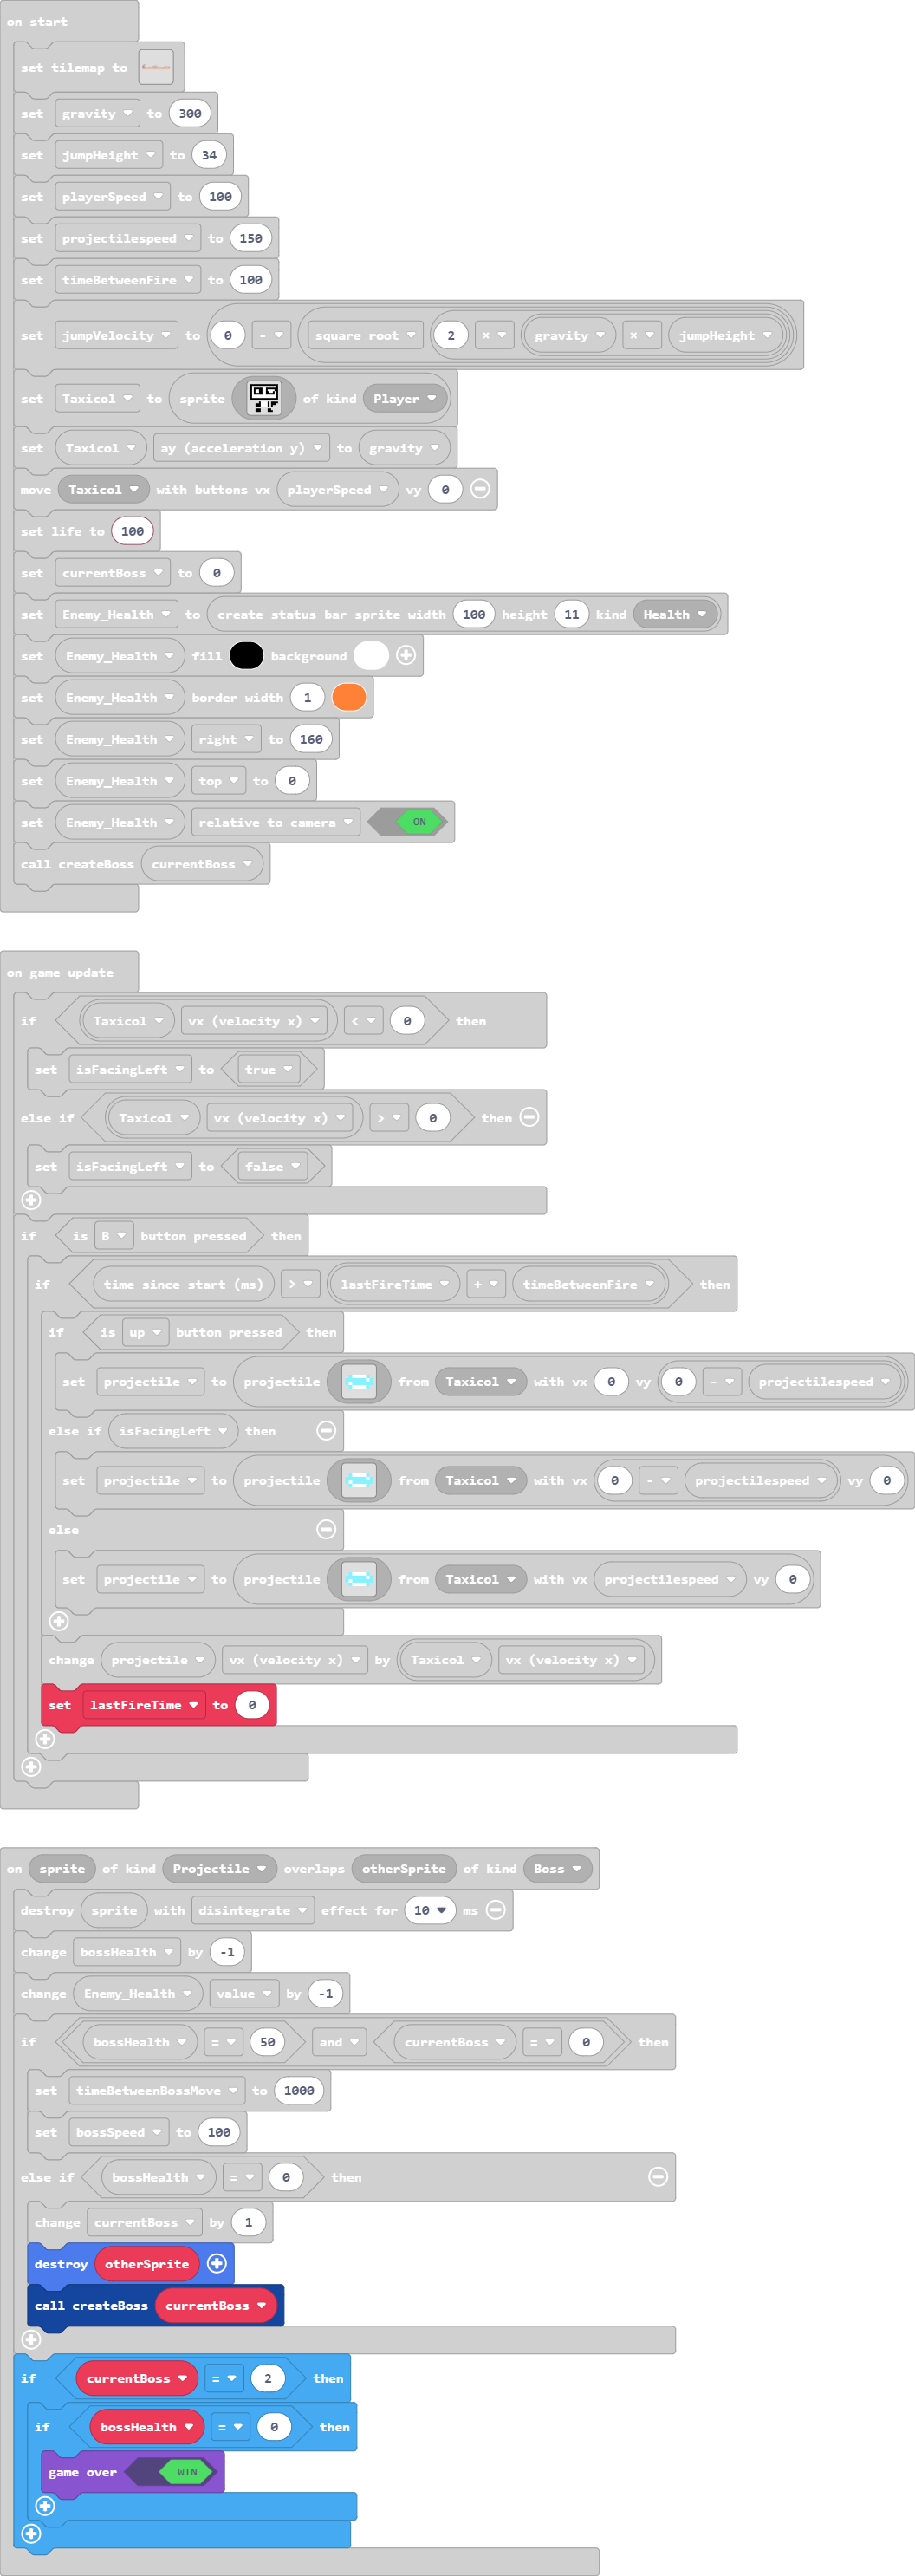 on start
set tilemap to
set gravity to 300
set jumpHeight to 34
set playerSpeed to 100
set projectilespeed to 150
set timeBetweenFire to 100
set jumpVelocity to 0 - square root 2 × gravity × jumpHeight
set Taxicol to sprite of kind Player
set Taxicol ay (acceleration y) to gravity
move Taxicol with buttons vx playerSpeed vy 0
set life to 100
set currentBoss to 0
set Enemy_Health to create status bar sprite width 100 height 11 kind Health
set Enemy_Health fill background
set Enemy_Health border width 1
set Enemy_Health right to 160
set Enemy_Health top to 0
set Enemy_Health relative to camera ON
call createBoss currentBoss
on game update
if Taxicol vx (velocity x) < 0 then
set isFacingLeft to true
else if Taxicol vx (velocity x) > 0 then
set isFacingLeft to false
if is B button pressed then
if time since start (ms) > lastFireTime + timeBetweenFire then
if is up button pressed then
set projectile to projectile from Taxicol with vx 0 vy 0 - projectilespeed
else if isFacingLeft then
set projectile to projectile from Taxicol with vx 0 - projectilespeed vy 0
else
set projectile to projectile from Taxicol with vx projectilespeed vy 0
change projectile vx (velocity x) by Taxicol vx (velocity x)
set lastFireTime to 0
on sprite of kind Projectile overlaps otherSprite of kind Boss
destroy sprite with disintegrate effect for 10 ms
change bossHealth by -1
change Enemy_Health value by -1
if bossHealth = 50 and currentBoss = 0 then
set timeBetweenBossMove to 1000
set bossSpeed to 100
else if bossHealth = 0 then
change currentBoss by 1
destroy otherSprite
call createBoss currentBoss
if currentBoss = 2 then
if bossHealth = 0 then
game over WIN